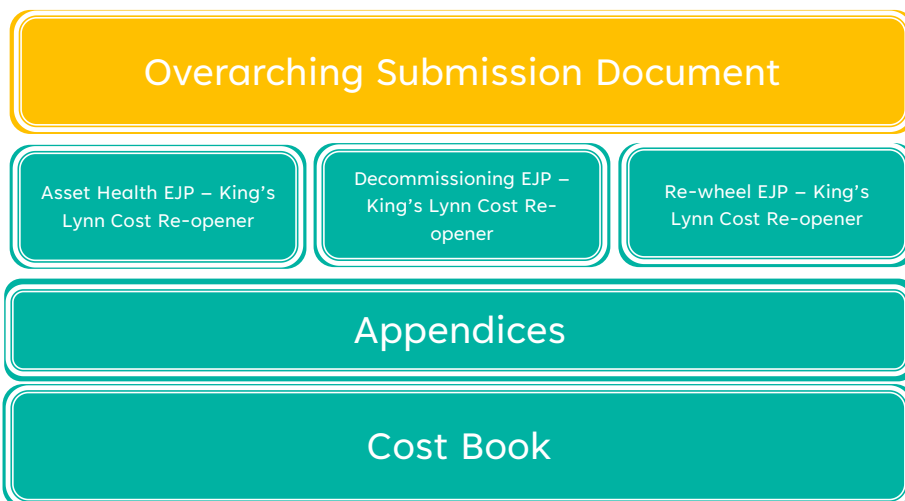 Overarching Submission Document
Asset Health EJP – King's
Lynn Cost Re-opener
Decommissioning EJP –
King's Lynn Cost Re-
opener
Re-wheel EJP – King's
Lynn Cost Re-opener
Appendices
Cost Book